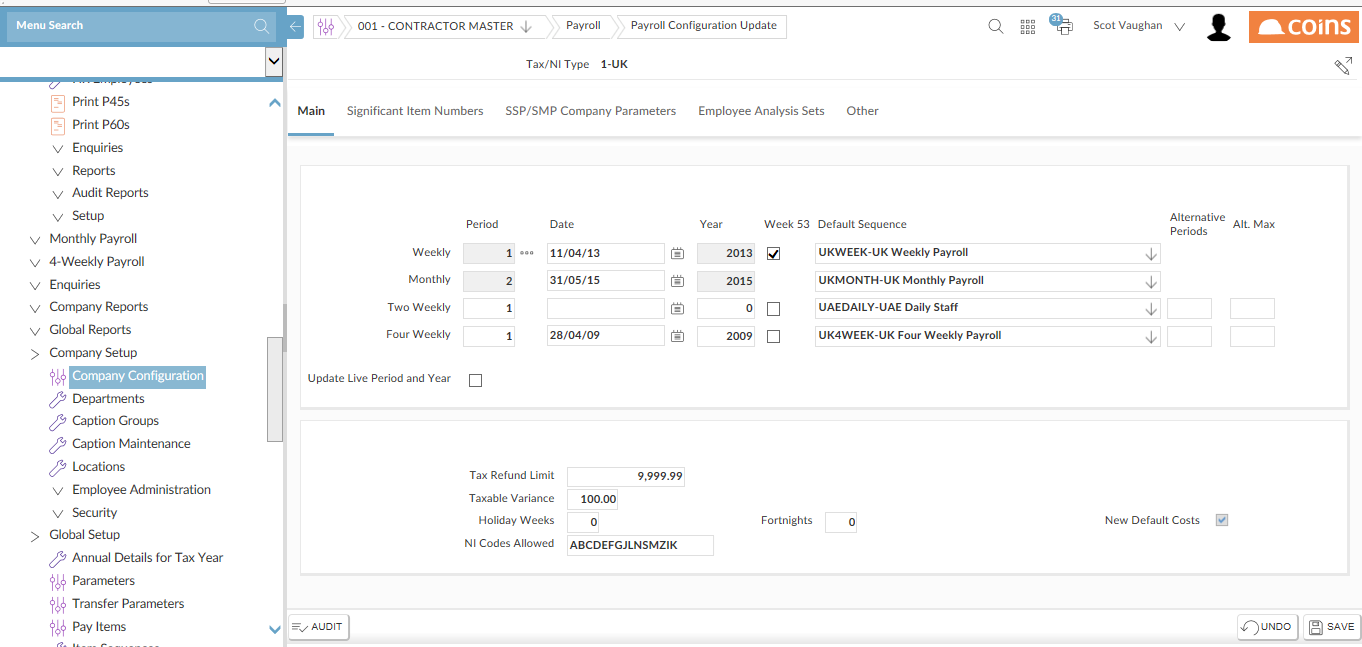 Menu Search
001 - CONTRACTOR MASTER
Payroll
Payroll Configuration Update
31
Scot Vaughan
coins
Tax/NI Type 1-UK
Print P45s
Print P60s
Enquiries
Reports
Audit Reports
Setup
Monthly Payroll
4-Weekly Payroll
Enquiries
Company Reports
Global Reports
Company Setup
Company Configuration
Departments
Caption Groups
Caption Maintenance
Locations
Employee Administration
Security
Global Setup
Annual Details for Tax Year
Parameters
Transfer Parameters
Pay Items
Main Significant Item Numbers SSP/SMP Company Parameters Employee Analysis Sets Other
Period Date Year Week 53 Default Sequence Alternative Periods Alt. Max
Weekly 1 11/04/13 2013 UKWEEK-UK Weekly Payroll
Monthly 2 31/05/15 2015 UKMONTH-UK Monthly Payroll
Two Weekly 1 0 UAEDAILY-UAE Daily Staff
Four Weekly 1 28/04/09 2009 UK4WEEK-UK Four Weekly Payroll
Update Live Period and Year
Tax Refund Limit 9,999.99
Taxable Variance 100.00
Holiday Weeks 0 Fortnights 0 New Default Costs
NI Codes Allowed ABCDEFGJLNSMZIK
AUDIT UNDO SAVE